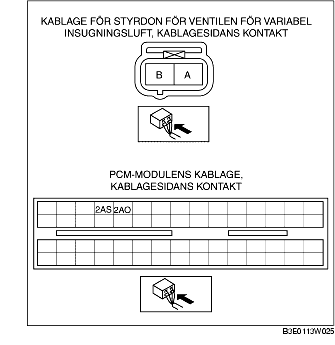 KABLAGE FÖR STYRDON FÖR VENTILEN FÖR VARIABEL
INSUGNINGSLUFT, KABLAGESIDANS KONTAKT
B A
PCM-MODULENS KABLAGE,
KABLAGESIDANS KONTAKT
2AS 2AO
B3E0113W025